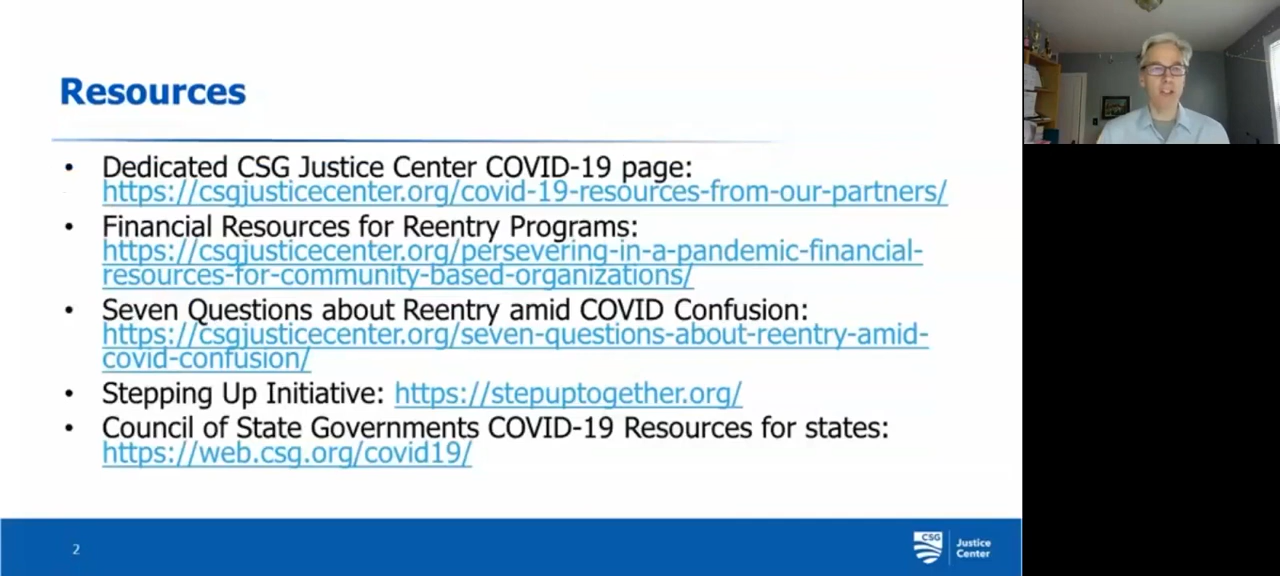 Resources
• Dedicated CSG Justice Center COVID-19 page:
https://csgjusticecenter.org/covid-19-resources-from-our-partners/
• Financial Resources for Reentry Programs:
https://csgjusticecenter.org/persevering-in-a-pandemic-financial-
resources-for-community-based-organizations/
• Seven Questions about Reentry amid COVID Confusion:
https://csgjusticecenter.org/seven-questions-about-reentry-amid-
covid-confusion/
• Stepping Up Initiative: https://stepuptogether.org/
• Council of State Governments COVID-19 Resources for states:
https://web.csg.org/covid19/
2
CSG
Justice
Center